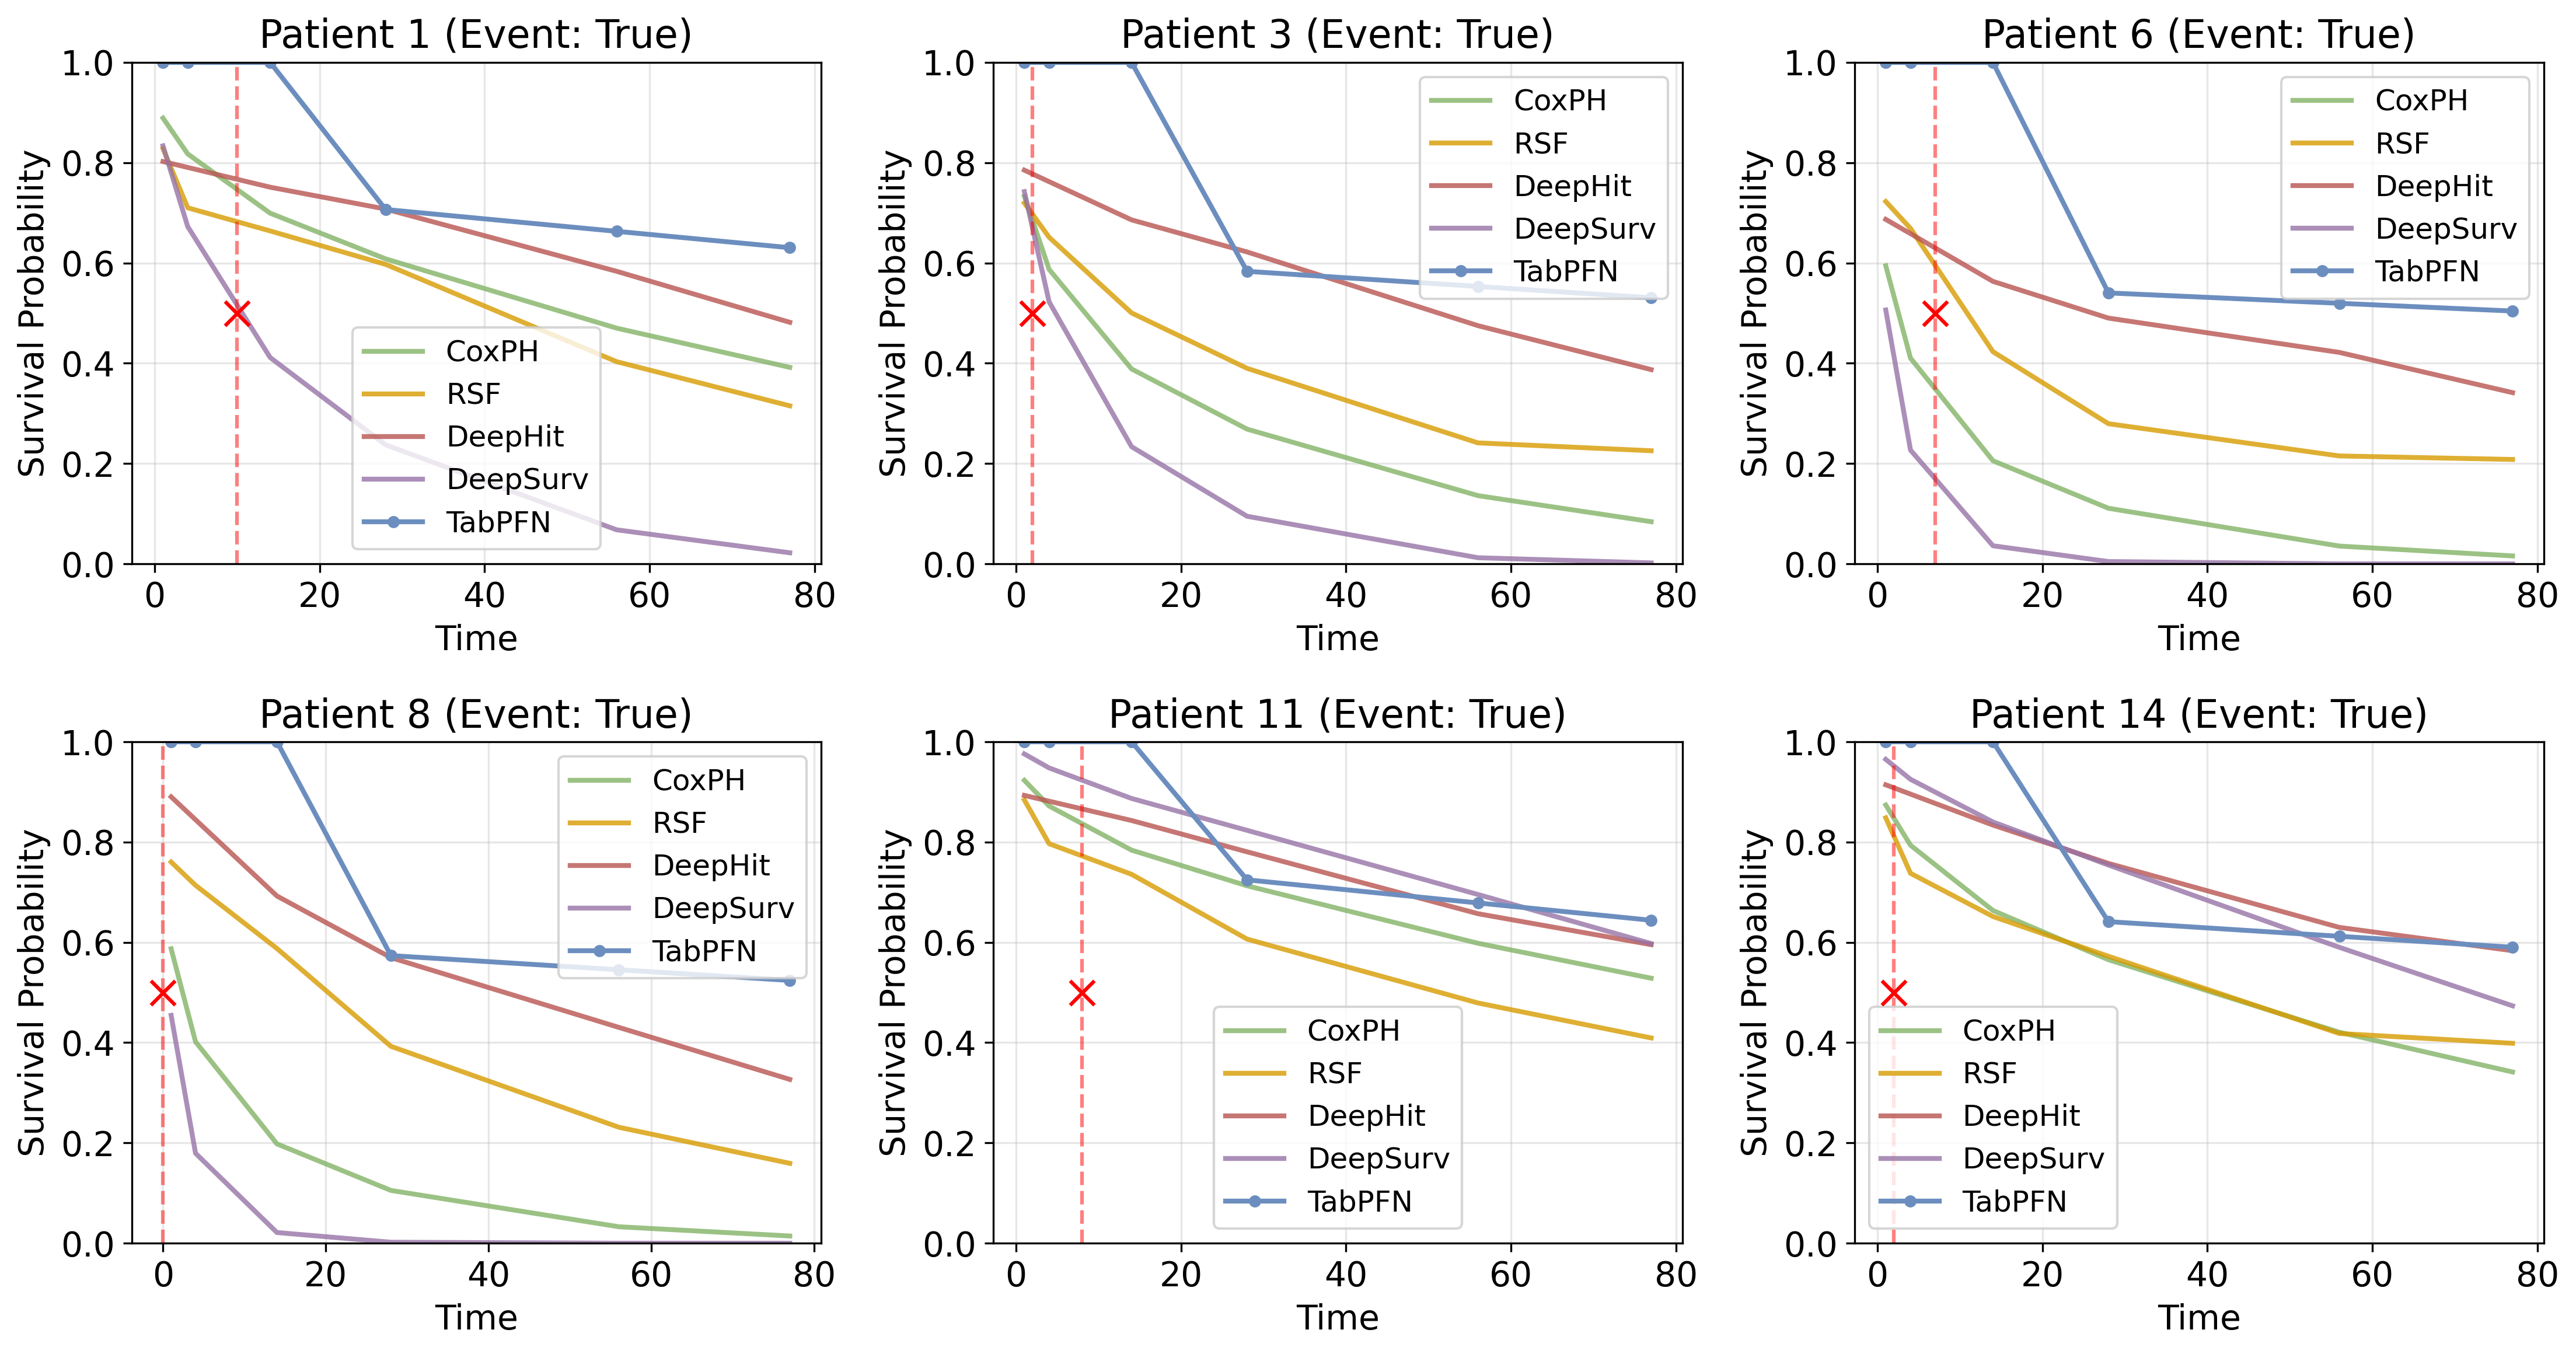 Patient 1 (Event: True)
Survival Probability
1.0
0.8
0.6
0.4
0.2
0.0
CoxPH
RSF
DeepHit
DeepSurv
TabPFN
0 20 40 60 80
Time
Patient 3 (Event: True)
Survival Probability
1.0
0.8
0.6
0.4
0.2
0.0
CoxPH
RSF
DeepHit
DeepSurv
TabPFN
0 20 40 60 80
Time
Patient 6 (Event: True)
Survival Probability
1.0
0.8
0.6
0.4
0.2
0.0
CoxPH
RSF
DeepHit
DeepSurv
TabPFN
0 20 40 60 80
Time
Patient 8 (Event: True)
Survival Probability
1.0
0.8
0.6
0.4
0.2
0.0
CoxPH
RSF
DeepHit
DeepSurv
TabPFN
0 20 40 60 80
Time
Patient 11 (Event: True)
Survival Probability
1.0
0.8
0.6
0.4
0.2
0.0
CoxPH
RSF
DeepHit
DeepSurv
TabPFN
0 20 40 60 80
Time
Patient 14 (Event: True)
Survival Probability
1.0
0.8
0.6
0.4
0.2
0.0
CoxPH
RSF
DeepHit
DeepSurv
TabPFN
0 20 40 60 80
Time